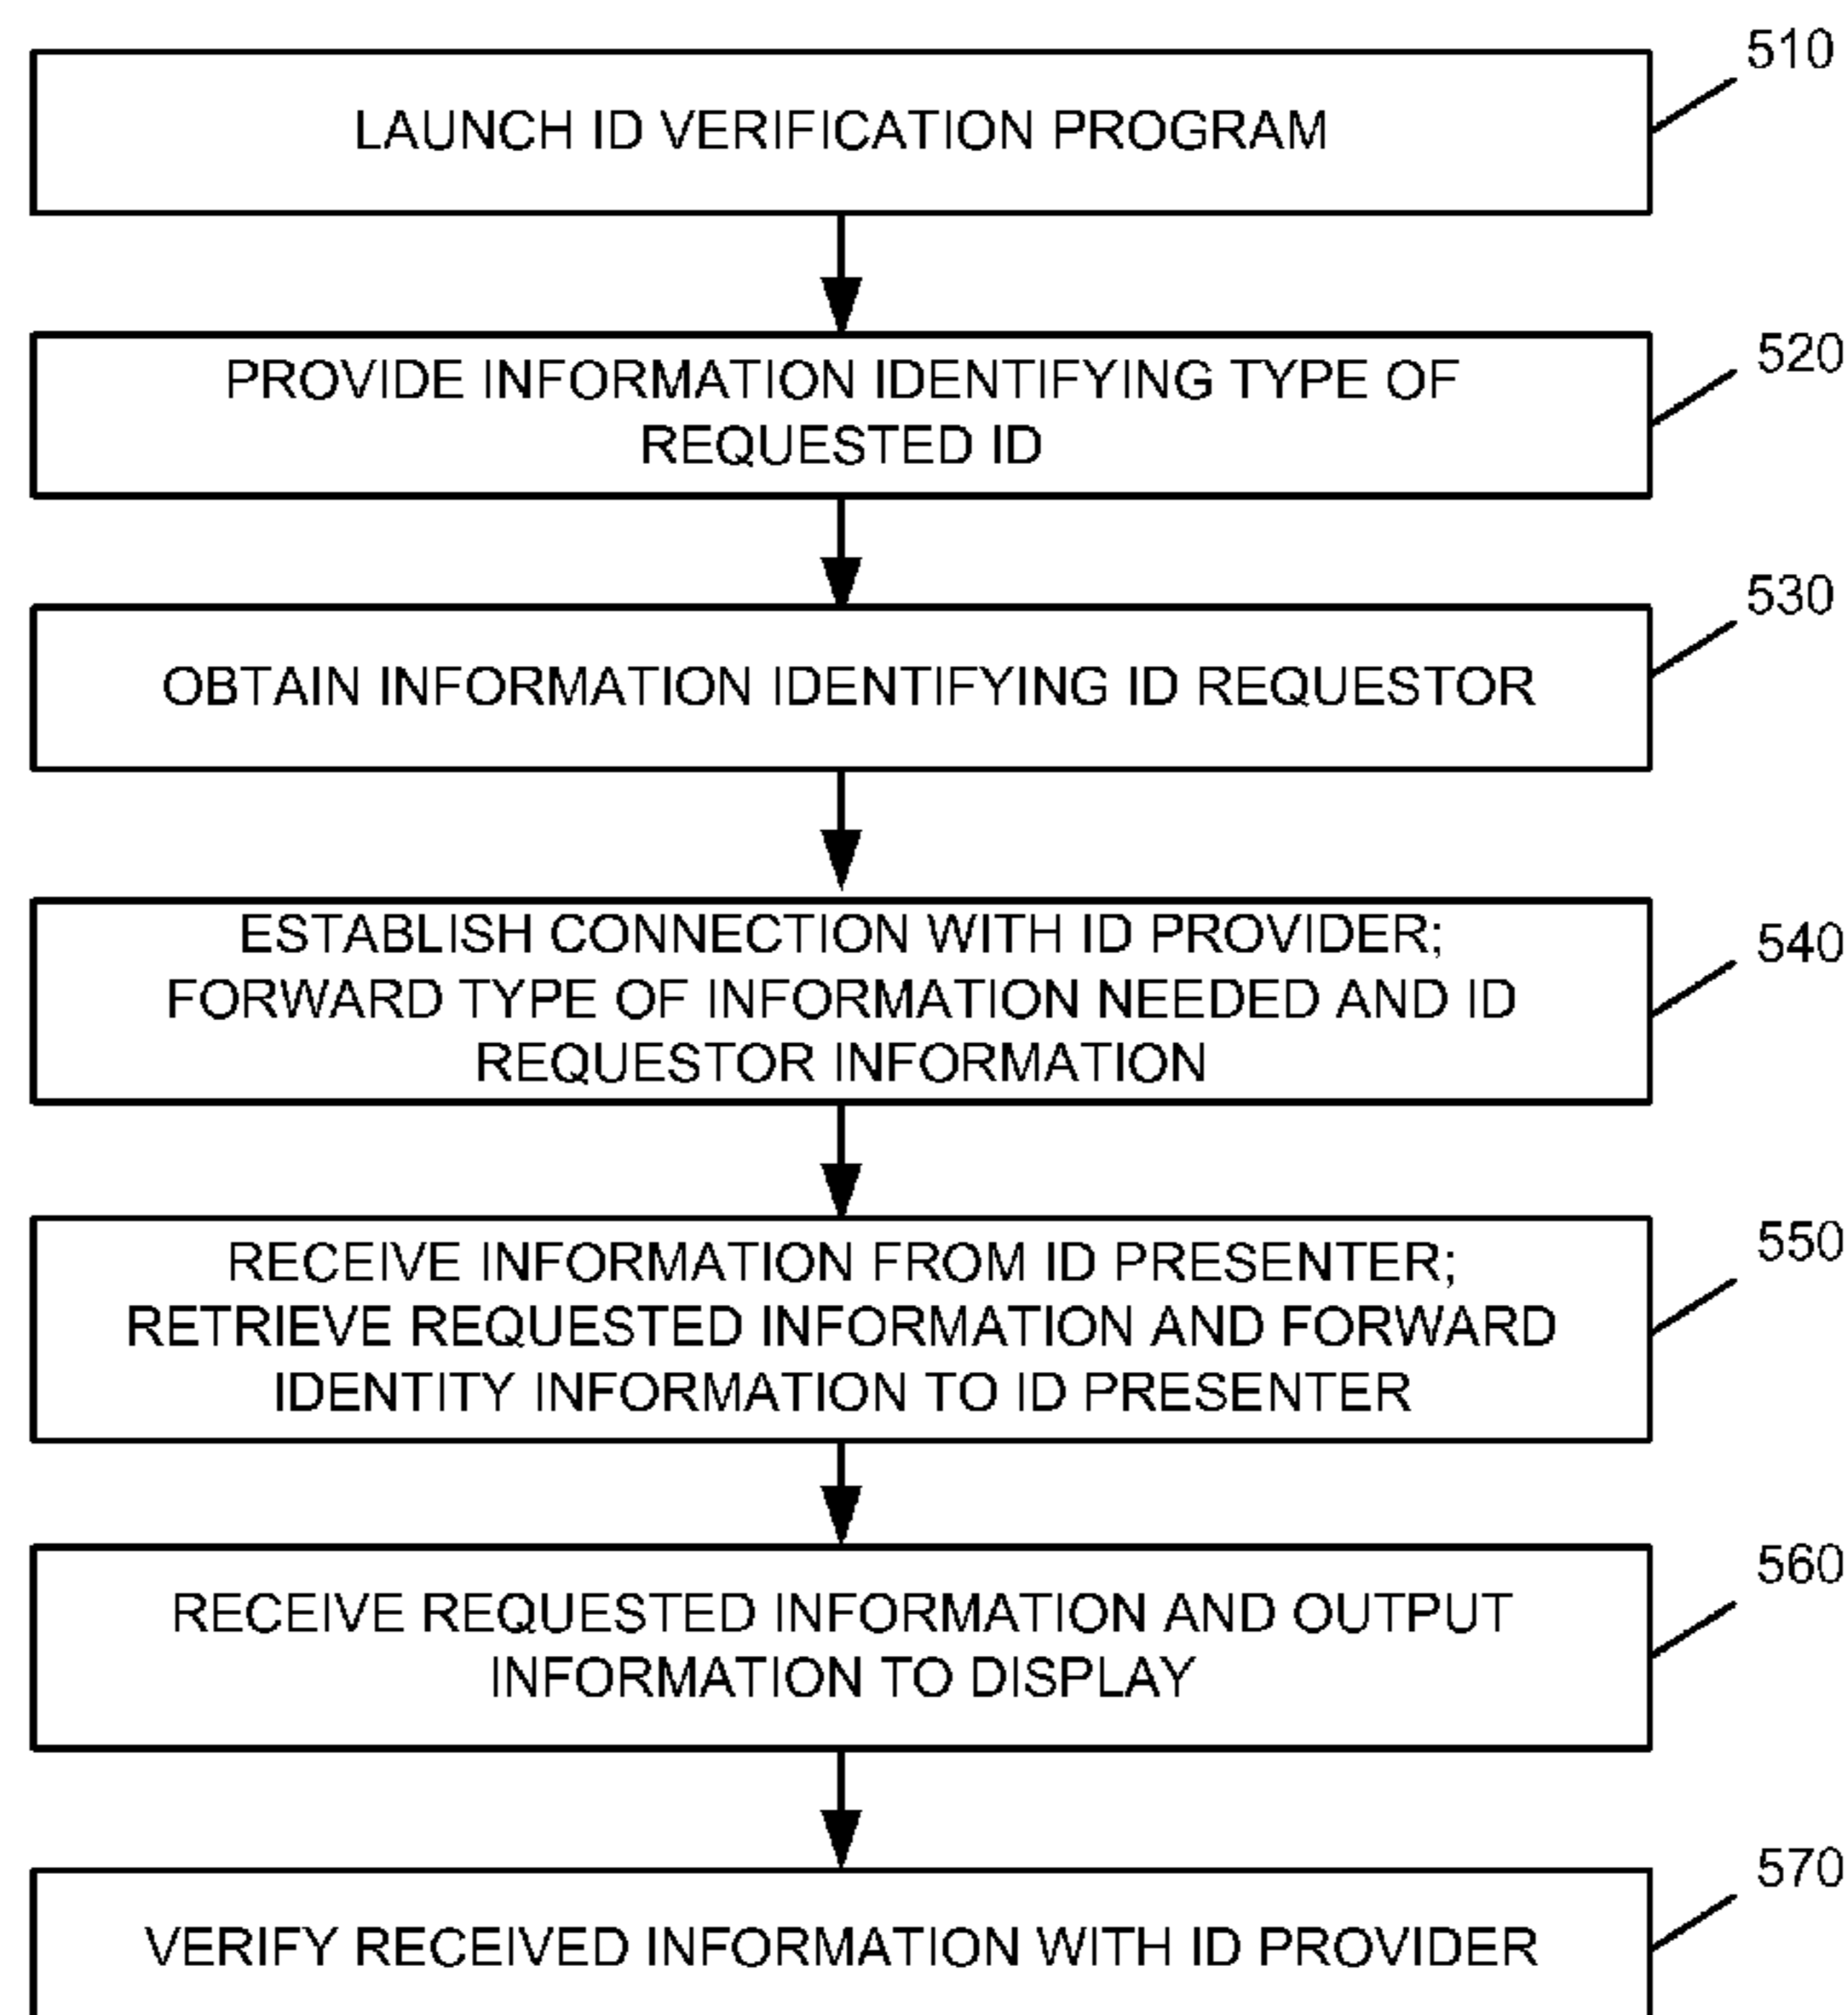 510
LAUNCH ID VERIFICATION PROGRAM
520
PROVIDE INFORMATION IDENTIFYING TYPE OF
REQUESTED ID
530
OBTAIN INFORMATION IDENTIFYING ID REQUESTOR
540
ESTABLISH CONNECTION WITH ID PROVIDER;
FORWARD TYPE OF INFORMATION NEEDED AND ID
REQUESTOR INFORMATION
550
RECEIVE INFORMATION FROM ID PRESENTER;
RETRIEVE REQUESTED INFORMATION AND FORWARD
IDENTITY INFORMATION TO ID PRESENTER
560
RECEIVE REQUESTED INFORMATION AND OUTPUT
INFORMATION TO DISPLAY
570
VERIFY RECEIVED INFORMATION WITH ID PROVIDER